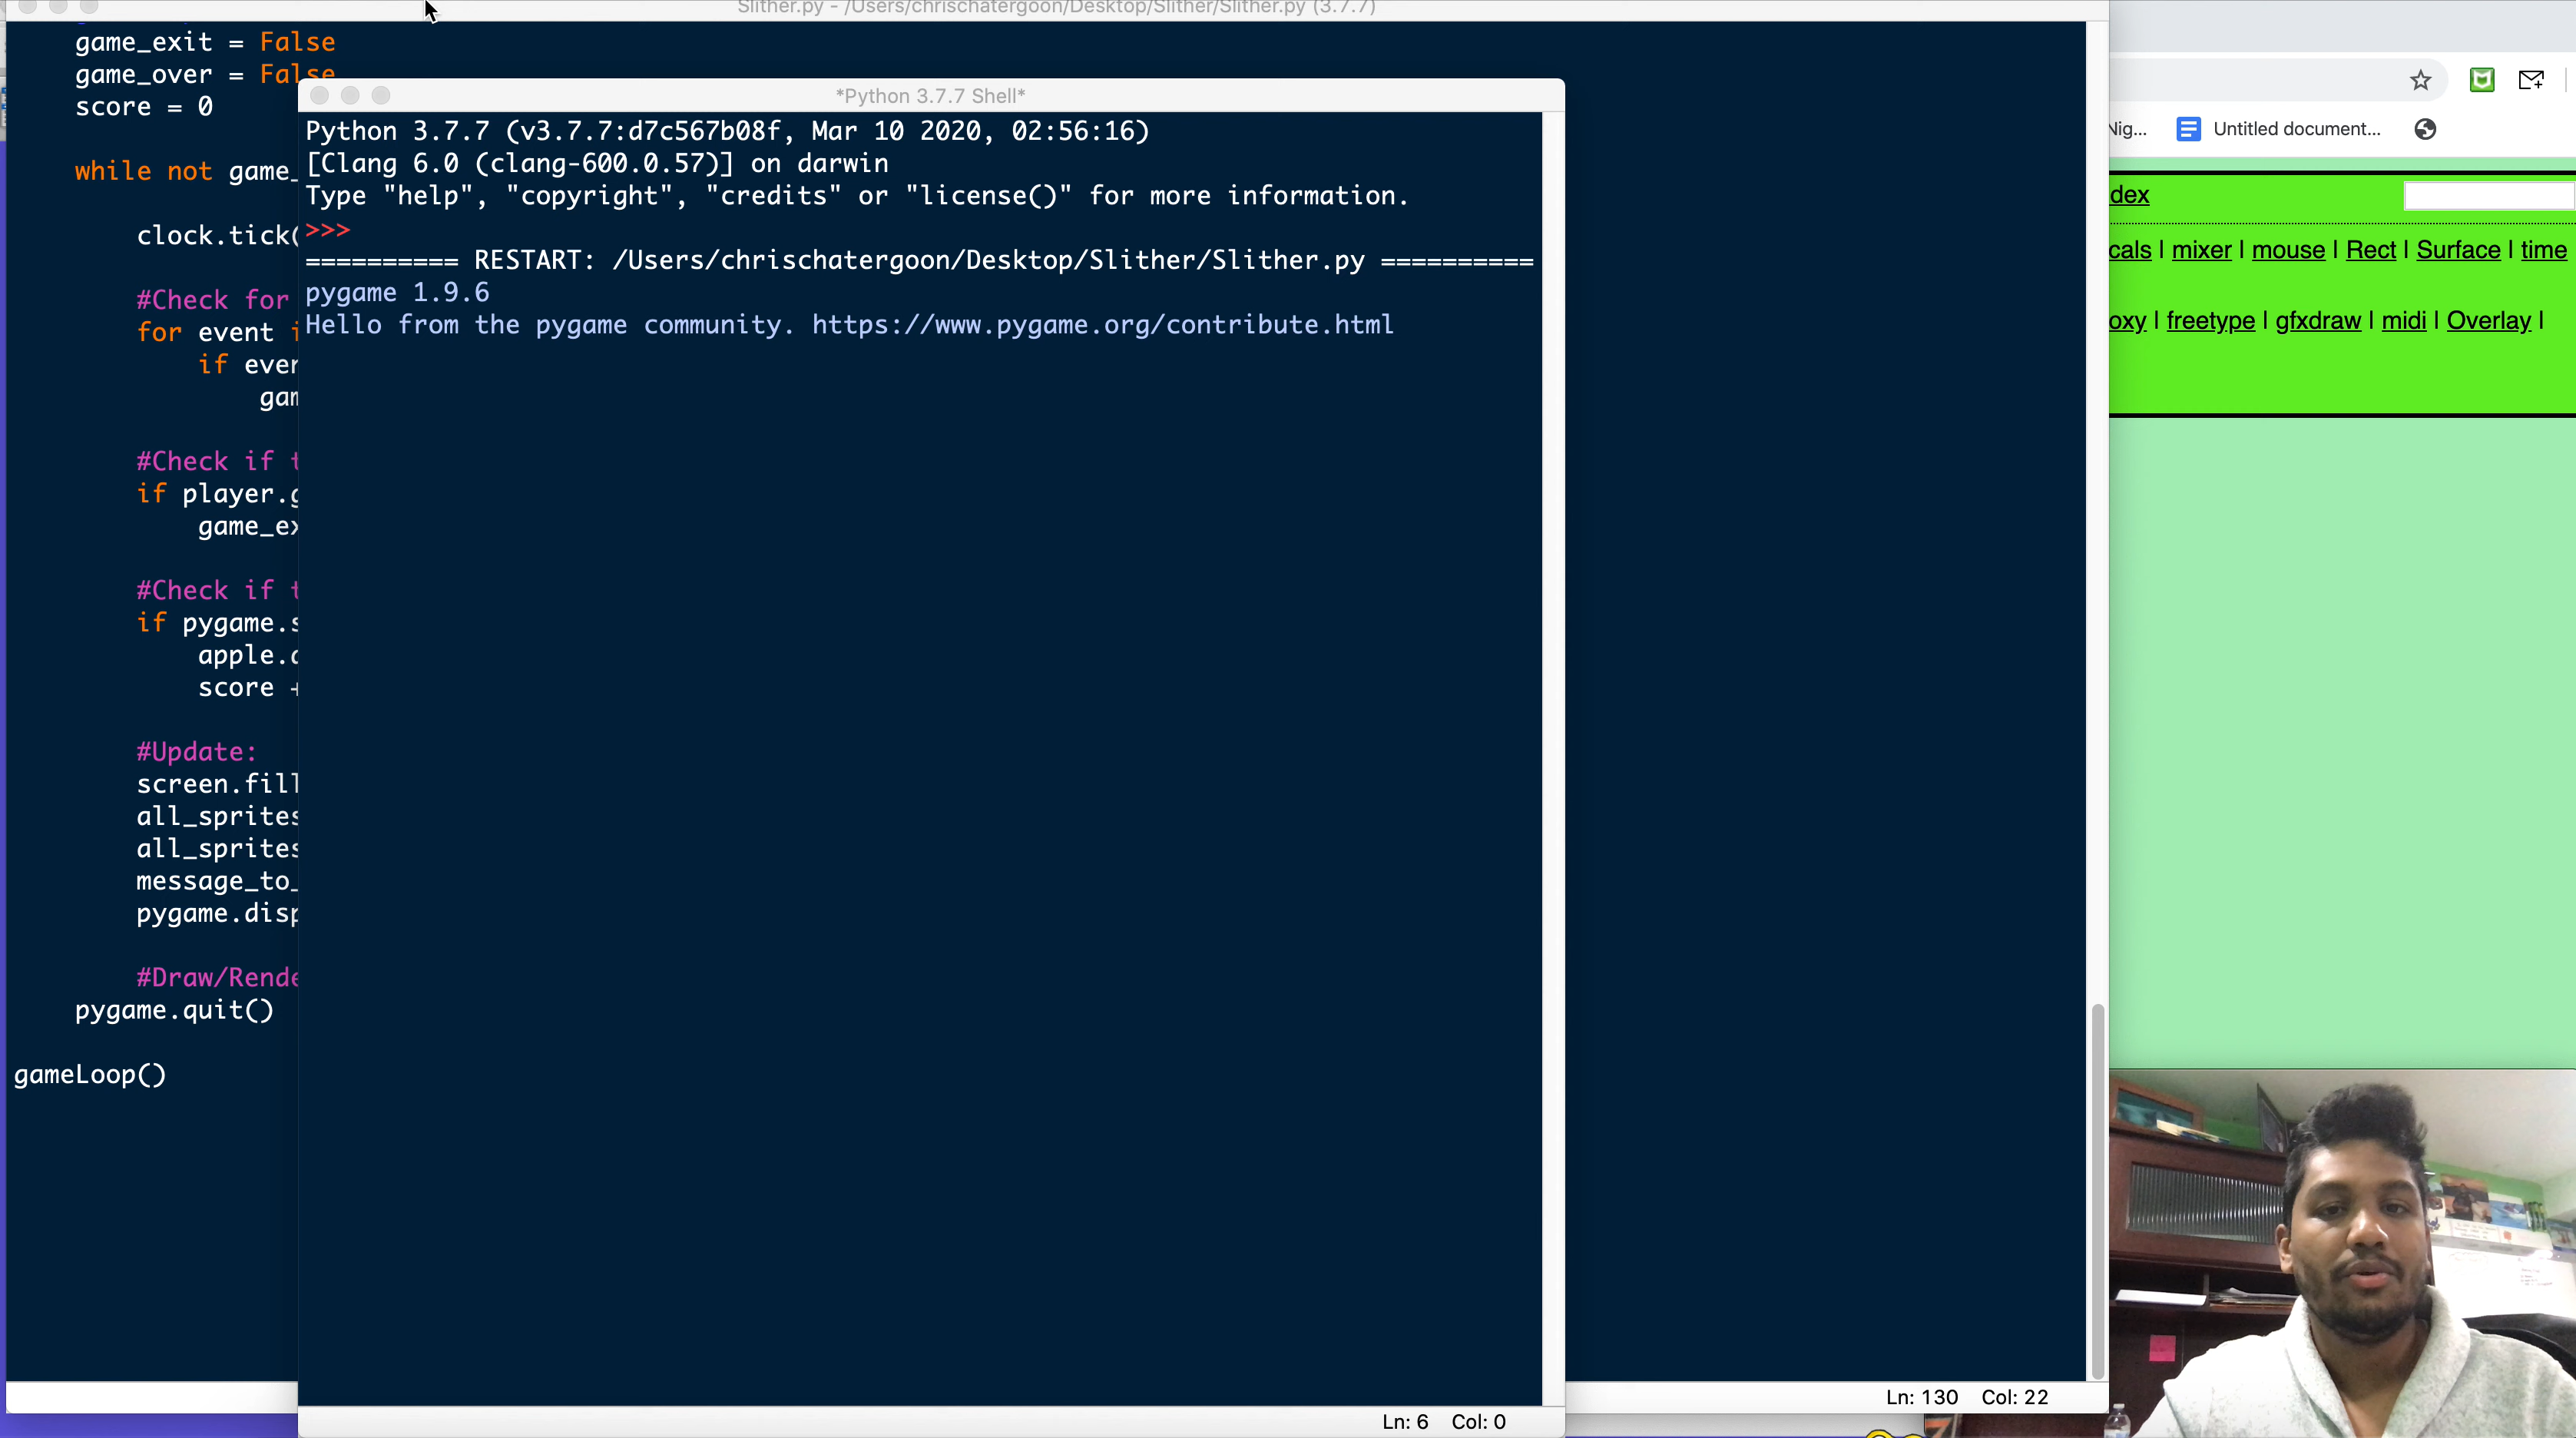 Slither.py - /Users/chrischatergoon/Desktop/Slither/Slither.py (3.7.7)
game_exit = False
game_over = False
score = 0
while not game_
clock.tick(
#Check for
for event i
if even
gam
#Check if t
if player.g
game_ex
#Check if t
if pygame.s
apple.
score +
#Update:
screen.fill
all_sprites
all_sprites
message_to_
pygame.disp
#Draw/Rende
pygame.quit()
gameLoop()
Ln: 130 Col: 22
*Python 3.7.7 Shell*
Python 3.7.7 (v3.7.7:d7c567b08f, Mar 10 2020, 02:56:16)
[Clang 6.0 (clang-600.0.57)] on darwin
Type "help", "copyright", "credits" or "license()" for more information.
>>>
========== RESTART: /Users/chrischatergoon/Desktop/Slither/Slither.py ==========
pygame 1.9.6
Hello from the pygame community. https://www.pygame.org/contribute.html
Ln: 6 Col: 0
Nig... Untitled document...
dex
cals | mixer | mouse | Rect | Surface | time
oxy | freetype | gfxdraw | midi | Overlay |